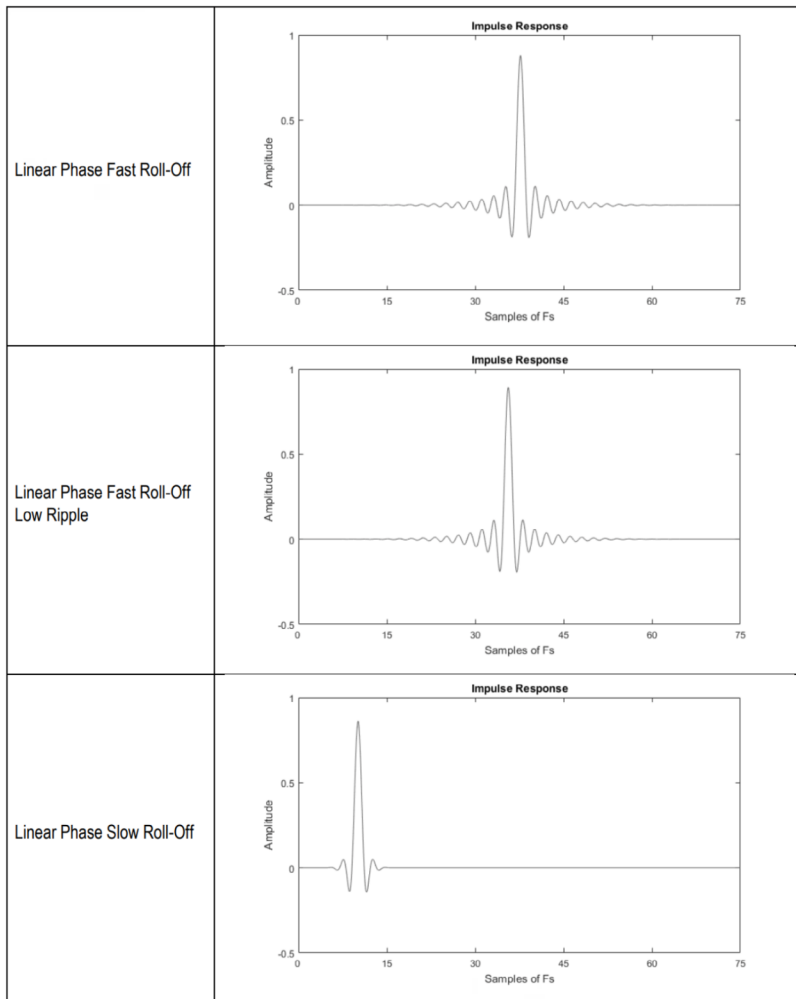 Linear Phase Fast Roll-Off
Impulse Response
1
0.5
0
-0.5
Amplitude
0 15 30 45 60 75
Samples of Fs
Linear Phase Fast Roll-Off
Low Ripple
Impulse Response
1
0.5
0
-0.5
Amplitude
0 15 30 45 60 75
Samples of Fs
Linear Phase Slow Roll-Off
Impulse Response
1
0.5
0
-0.5
Amplitude
0 15 30 45 60 75
Samples of Fs